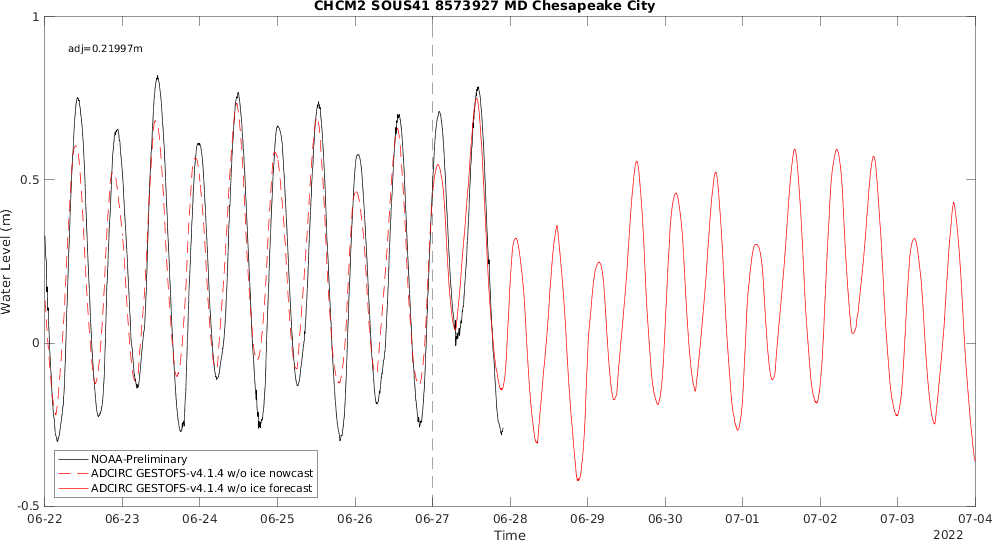 CHCM2 SOUS41 8573927 MD Chesapeake City
1
adj=0.21997m
0.5
Water Level (m)
0
NOAA-Preliminary
ADCIRC GESTOFS-v4.1.4 w/o ice nowcast
ADCIRC GESTOFS-v4.1.4 w/o ice forecast
-0.5
06-22 06-23 06-24 06-25 06-26 06-27 06-28 06-29 06-30 07-01 07-02 07-03 07-04
Time
2022